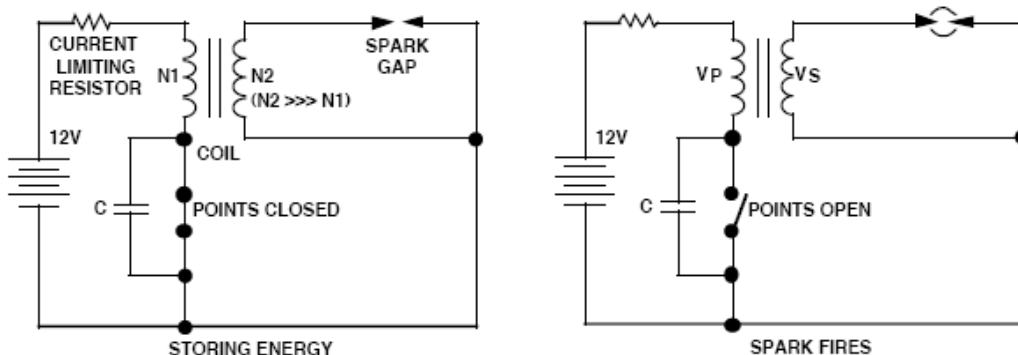 CURRENT
LIMITING
RESISTOR
N1
N2
(N2 >>> N1)
SPARK
GAP
12V
COIL
C
POINTS CLOSED
STORING ENERGY
VP
VS
12V
C
POINTS OPEN
SPARK FIRES